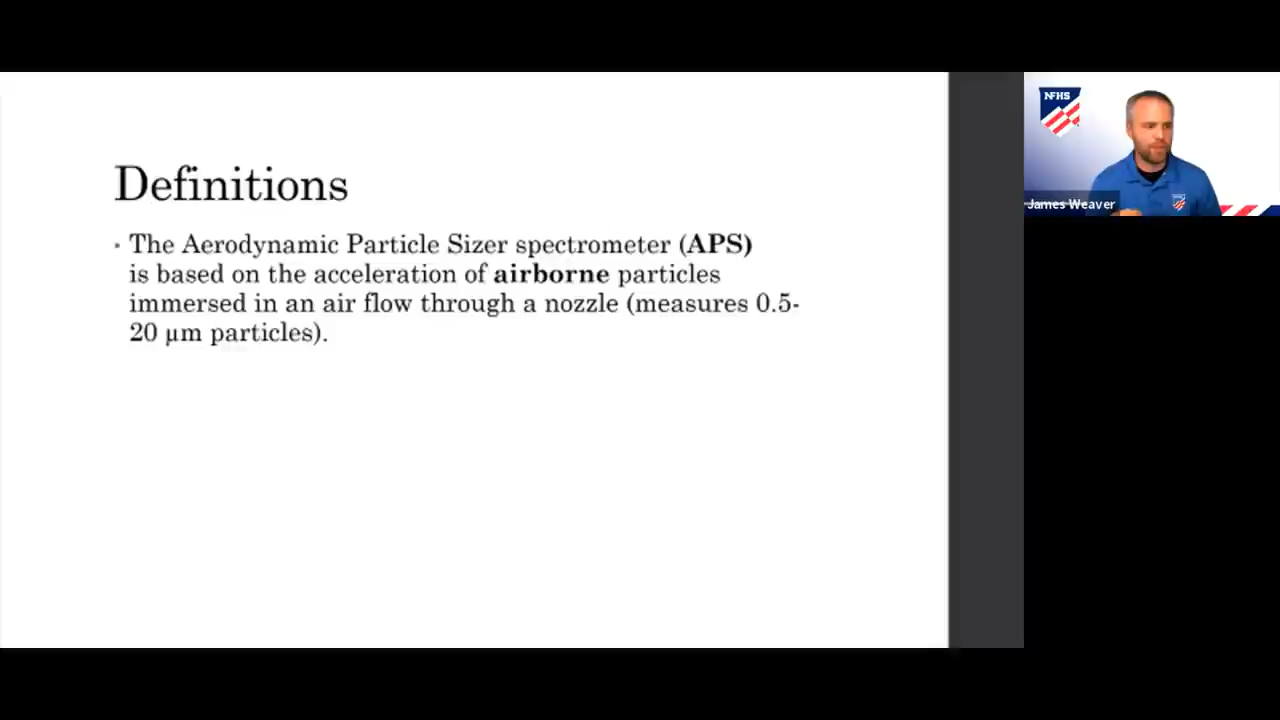 Definitions
The Aerodynamic Particle Sizer spectrometer (APS)
is based on the acceleration of airborne particles
immersed in an air flow through a nozzle (measures 0.5-
20 µm particles).
NFHS
James Weaver